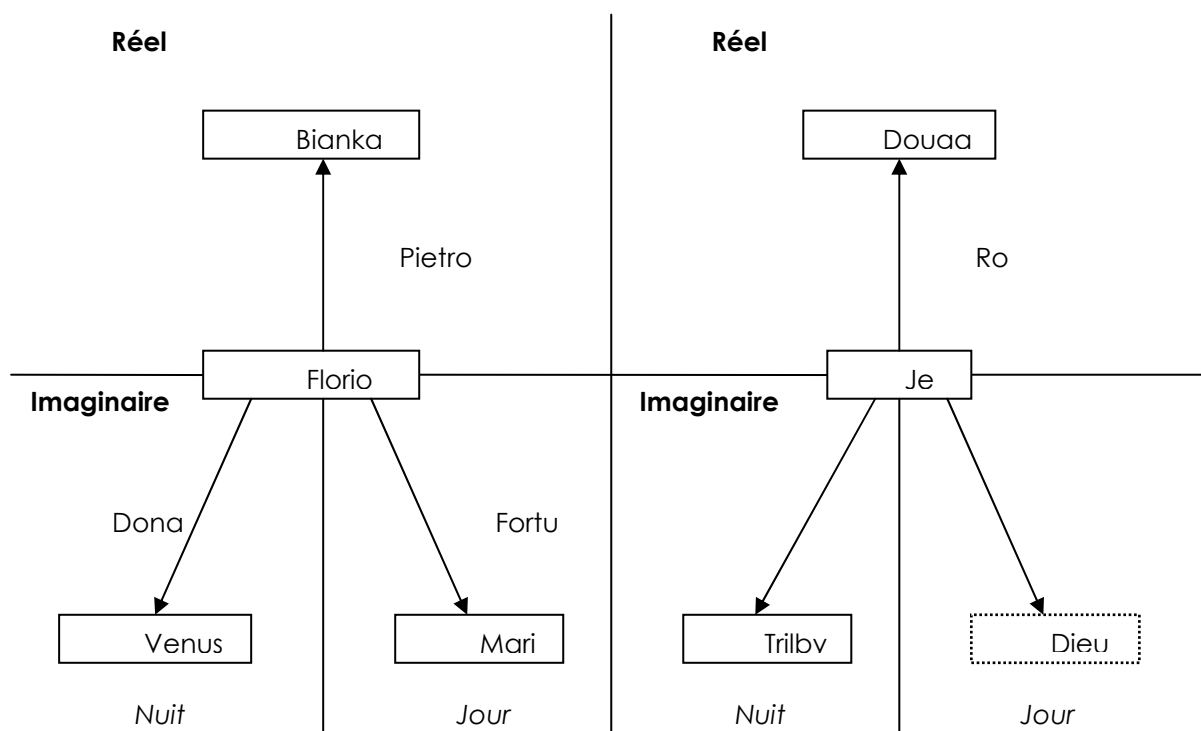 Réel
Réel
Bianka
Douga
Pietro
Ro
Florio
Je
Imaginaire
Imaginaire
Dona
Fortu
Venus
Mari
Trilby
Dieu
Nuit
Jour
Nuit
Jour